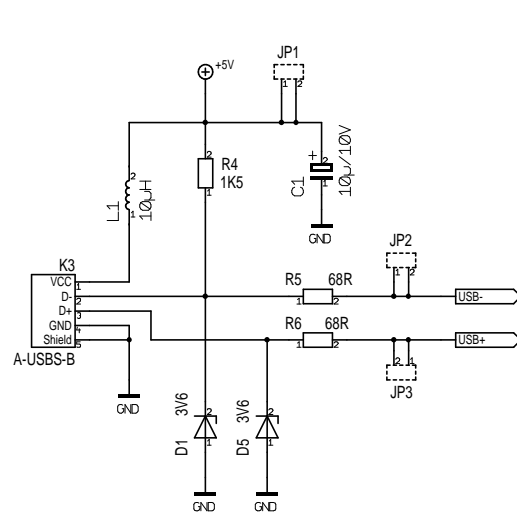 JP1
+5V
1 2
2
R4
1K5
1
+
2
C1
1
10µ/10V
GND
2
L1
1
10µH
JP2
1 2
K3
VCC 1
D- 2
D+ 3
GND 4
Shield 5
A-USBS-B
R5 68R
1 2
USB-
R6 68R
1 2
USB+
2 1
JP3
GND
3V6
2
D1
1
3V6
2
D5
1
GND
GND